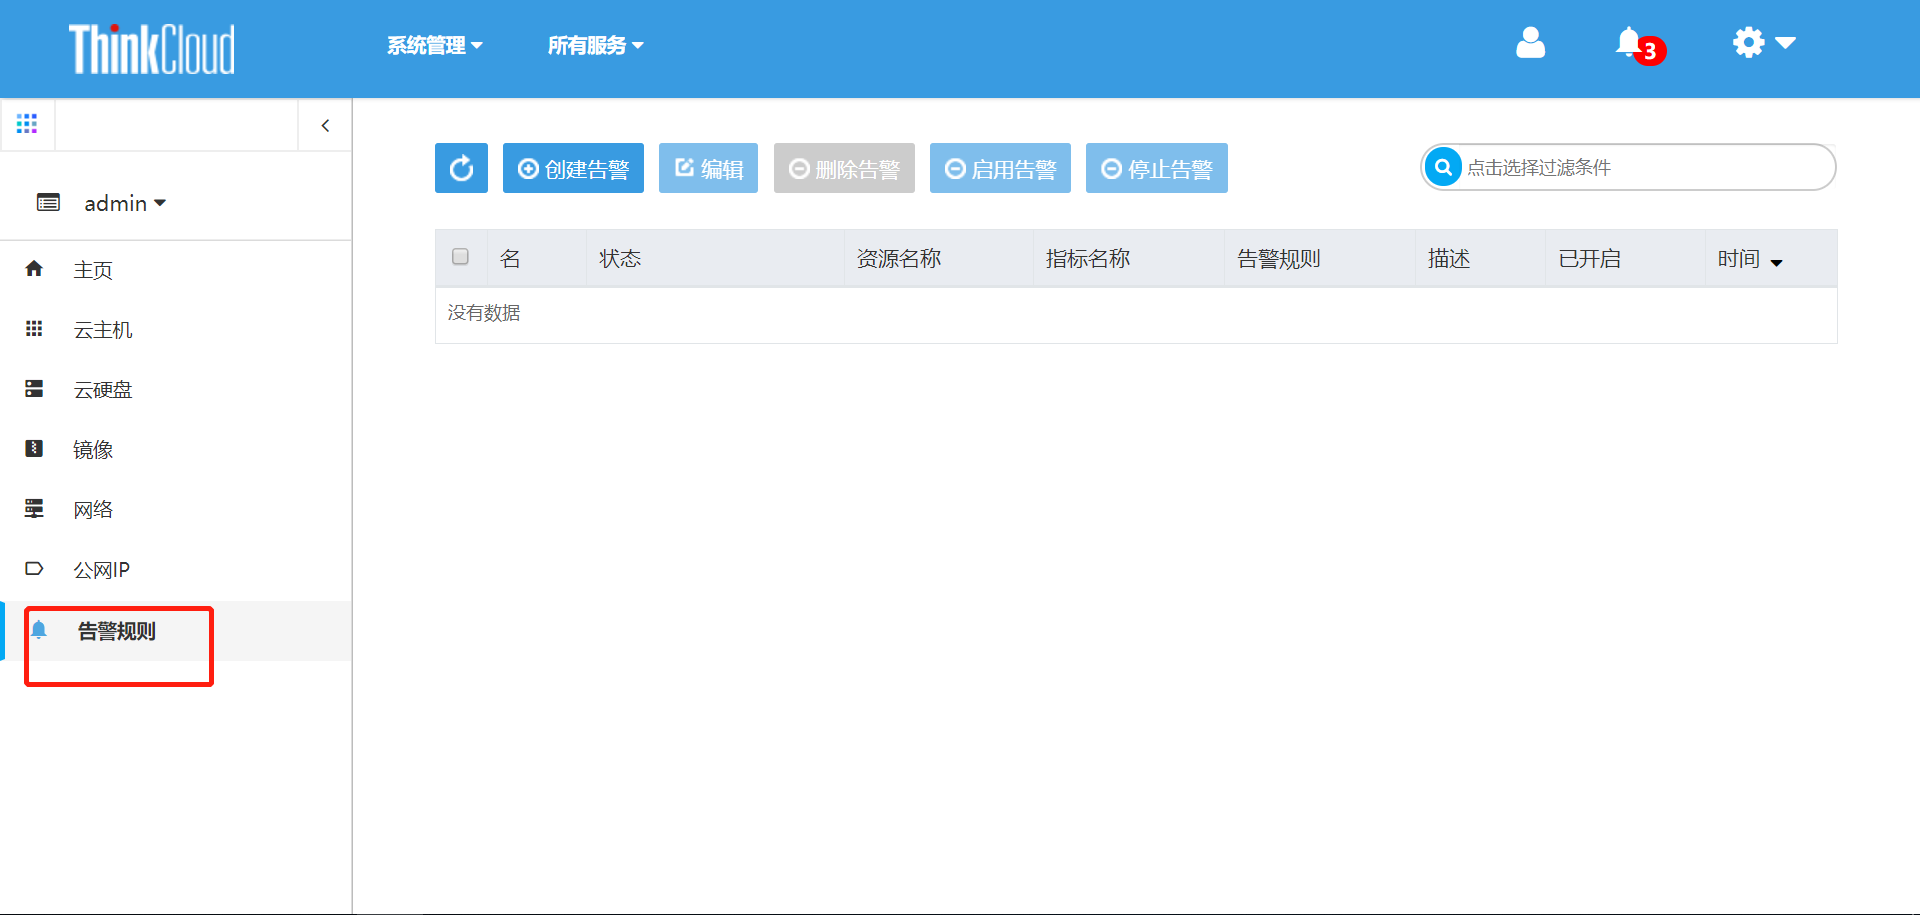 ThinkCloud
系统管理
所有服务
3
admin
主页
云主机
云硬盘
镜像
网络
公网IP
告警规则
创建告警
编辑
删除告警
启用告警
停止告警
点击选择过滤条件
名
状态
资源名称
指标名称
告警规则
描述
已开启
时间
没有数据